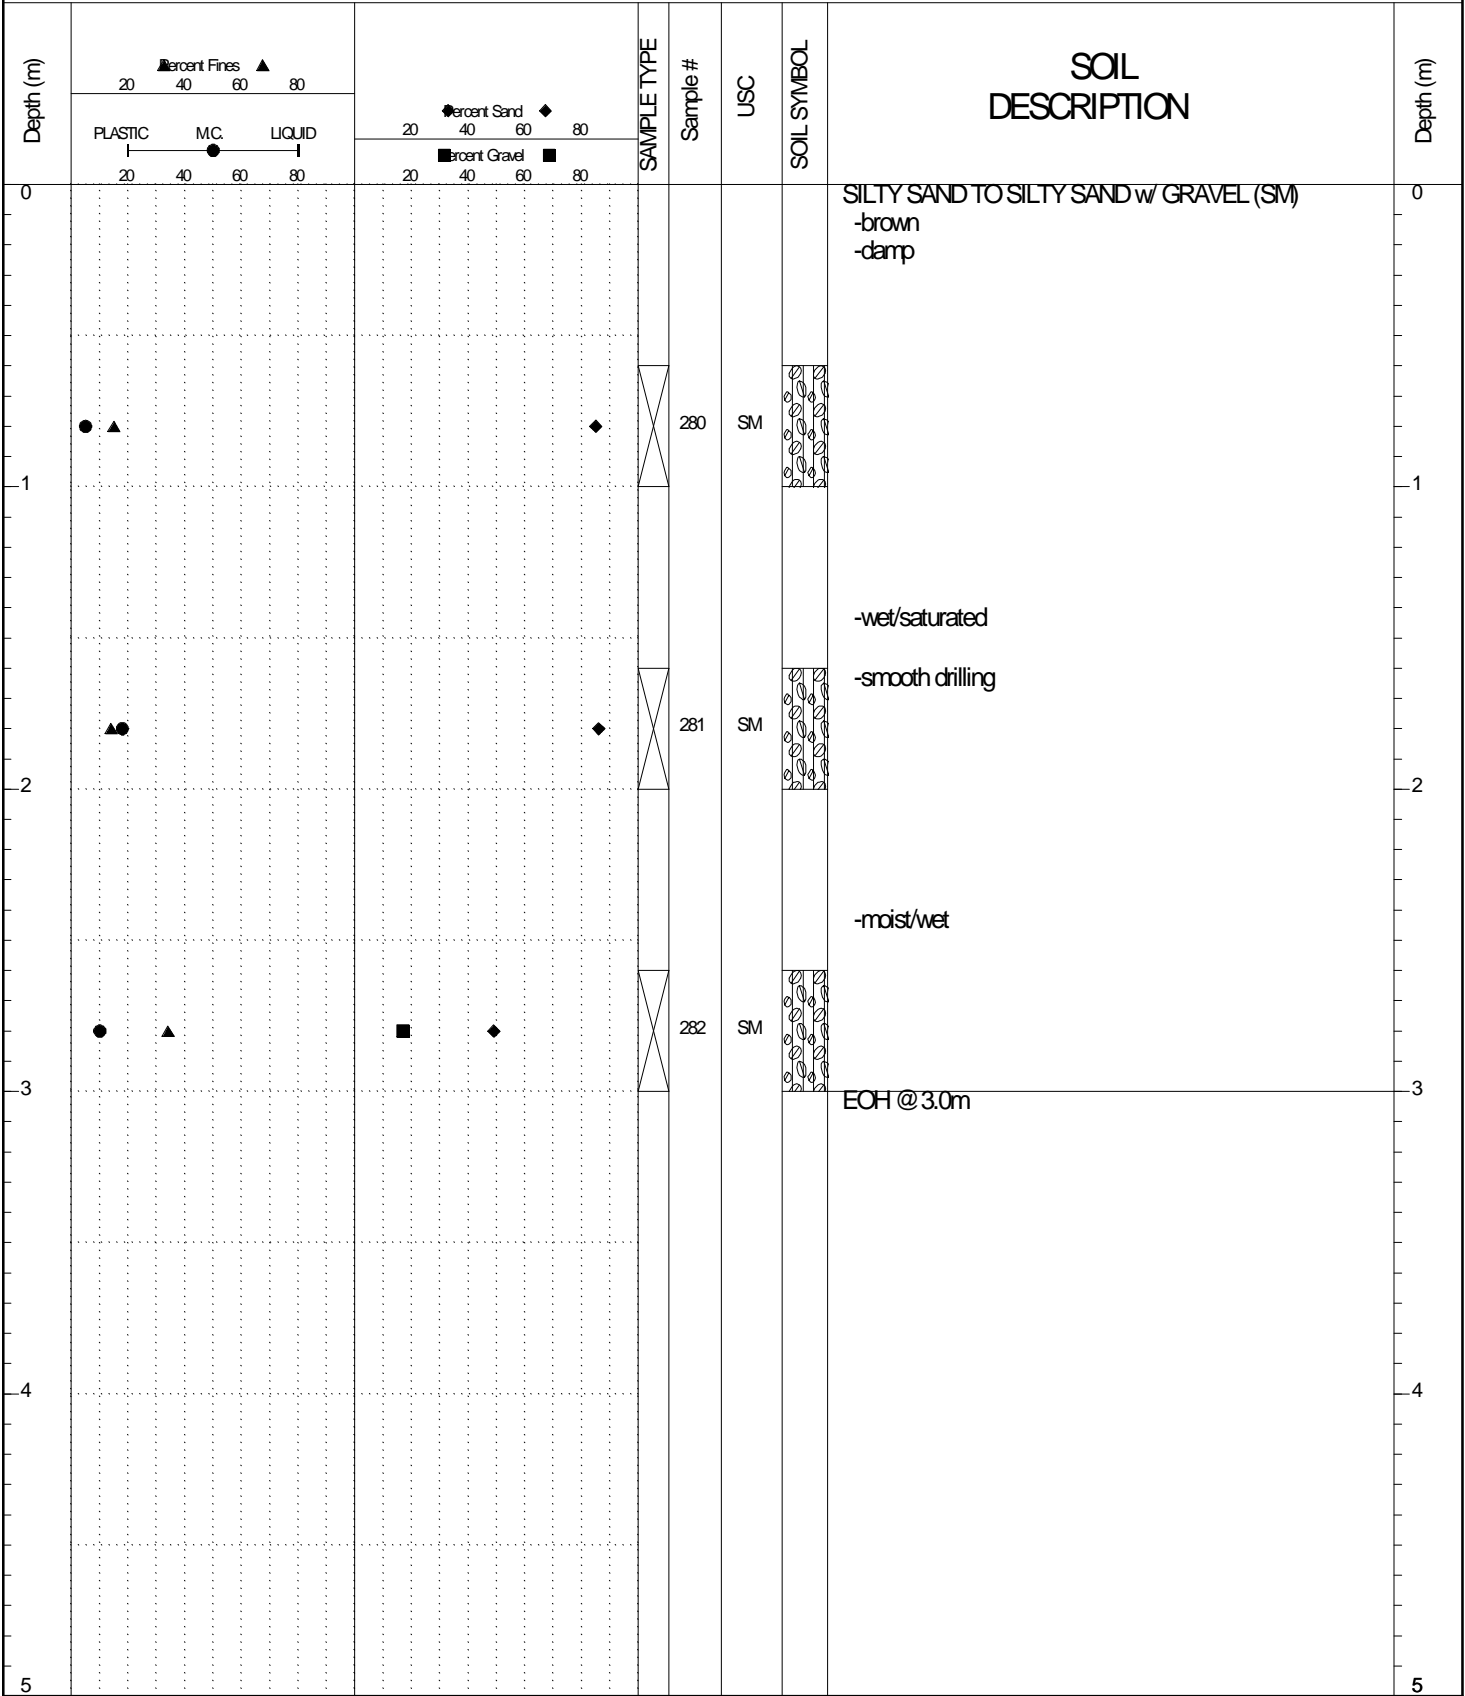 Depth (m)
Percent Fines
20 40 60 80
PLASTIC M.C. LIQUID
20 40 60 80
Percent Sand
20 40 60 80
Percent Gravel
20 40 60 80
SAMPLE TYPE
Sample #
USC
SOIL SYMBOL
SOIL
DESCRIPTION
Depth (m)
0 SILTY SAND TO SILTY SAND w/ GRAVEL (SM) 0
-brown
-damp
280 SM
1 1
-wet/saturated
-smooth drilling
281 SM
2 2
-moist/wet
282 SM
3 3
EOH @ 3.0m
4 4
5 5